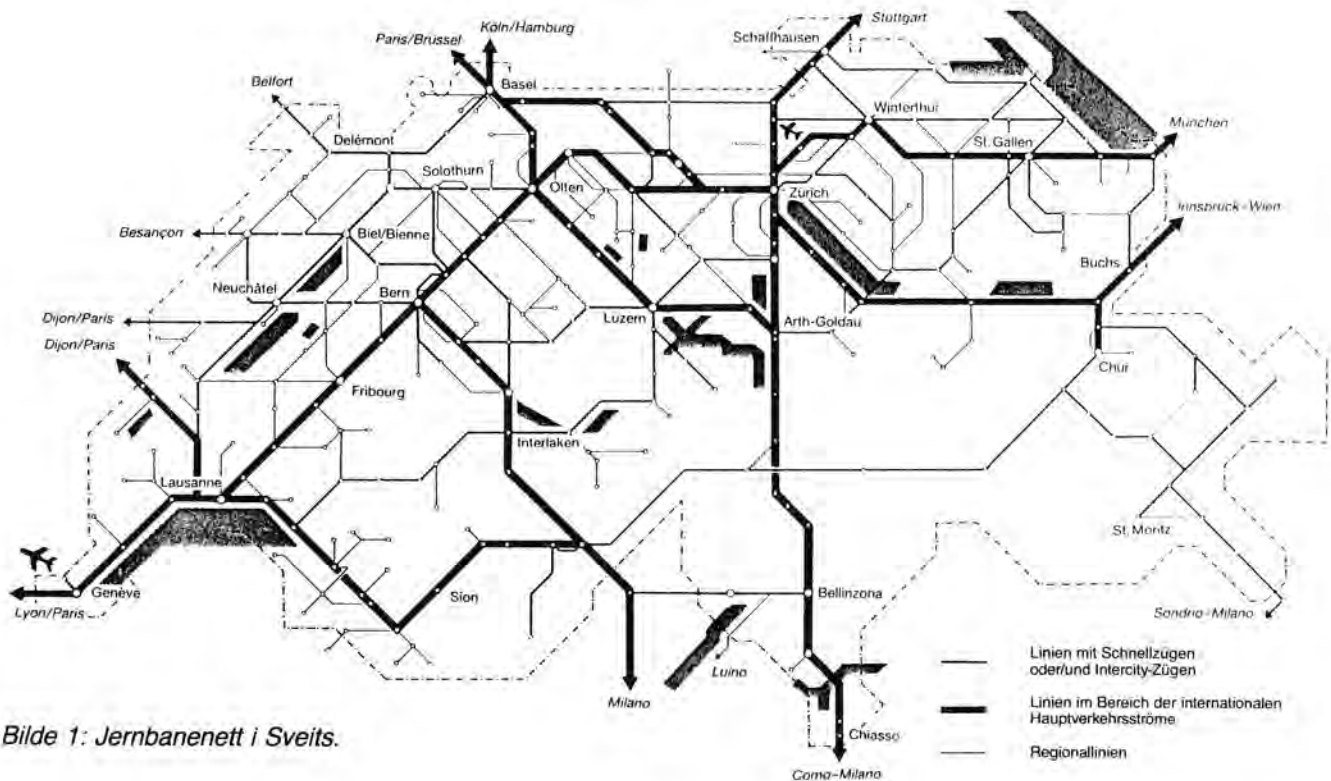 Stuttgart
Köln/Hamburg
Paris/Brüssel
Schaffhausen
Belfort
Basel
Winterthur
München
Delémont
St. Gallen
Solothurn
Olten
Zürich
Innsbruck-Wien
Besançon
Biel/Bienne
Buchs
Neuchâtel
Bern
Dijon/Paris
Luzern
Arth-Goldau
Dijon/Paris
Chur
Fribourg
Interlaken
Lausanne
St. Moritz
Genève
Sion
Bellinzona
Lyon/Paris
Sondrio-Milano
Luino
Milano
Chiasso
Como-Milano
Linien mit Schnellzügen
oder/und Intercity-Zügen
Linien im Bereich der internationalen
Hauptverkehrsströme
Regionallinien
Bilde 1: Jernbanenett i Sveits.